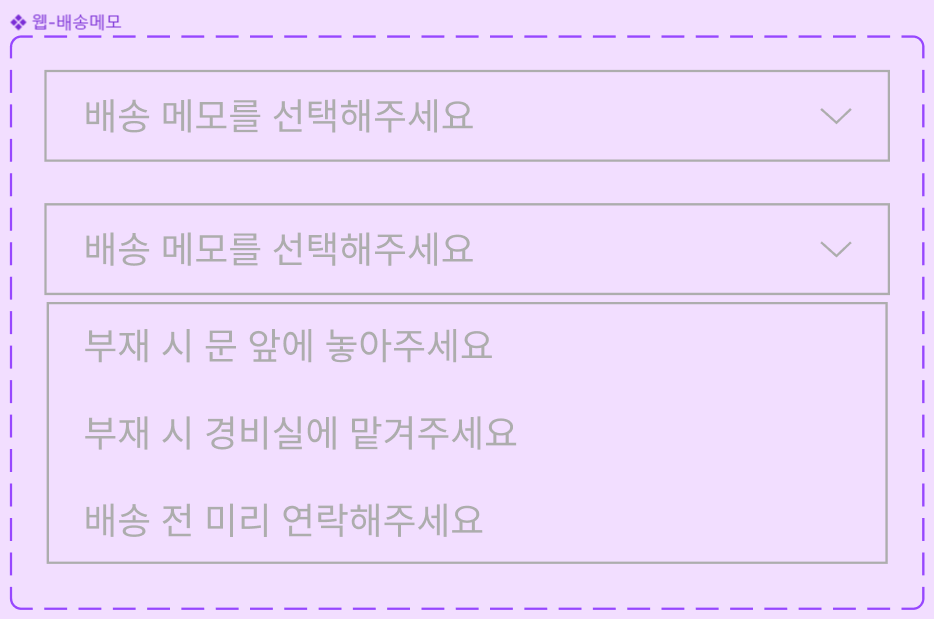 웹-배송메모
배송 메모를 선택해주세요
배송 메모를 선택해주세요
부재 시 문 앞에 놓아주세요
부재 시 경비실에 맡겨주세요
배송 전 미리 연락해주세요